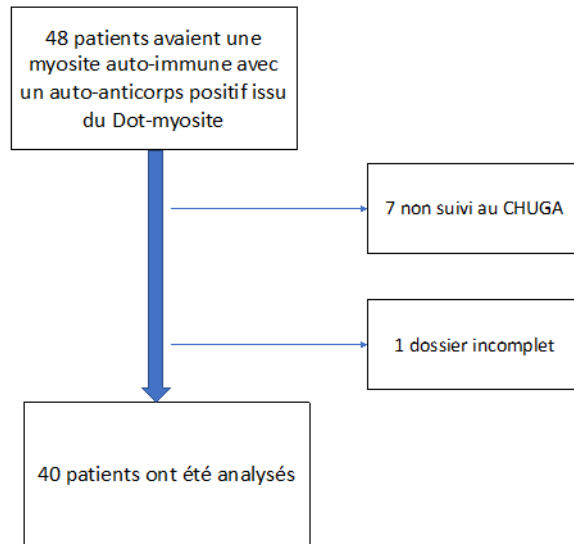 48 patients avaient une
myosite auto-immune avec
un auto-anticorps positif issu
du Dot-myosite
7 non suivi au CHUGA
1 dossier incomplet
40 patients ont été analysés